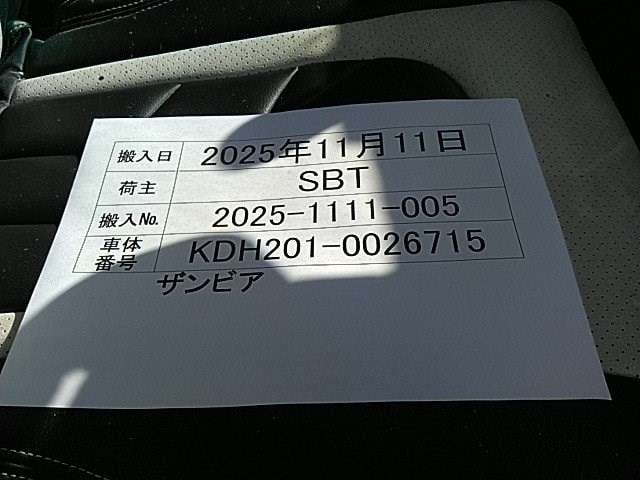 搬入日 2025年11月11日
荷主 SBT
搬入No. 2025-1111-005
車体番号 KDH201-0026715
ザンビア